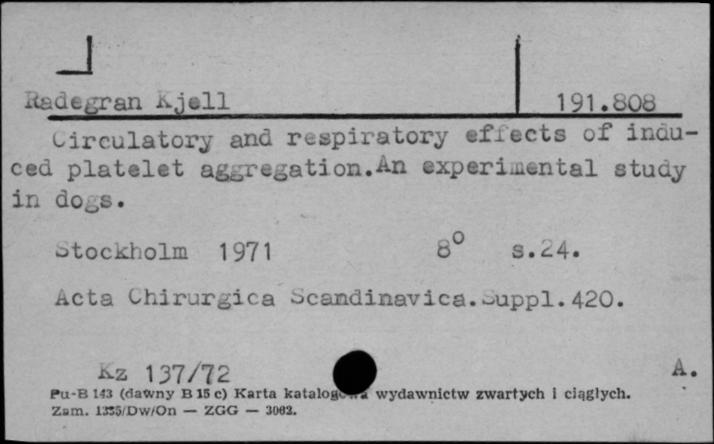 Radegran Kjell 191.808
Circulatory and respiratory effects of indu-
ced platelet aggregation.An experimental study
in dogs.
Stockholm 1971 8° s.24.
Acta Chirurgica Scandinavica.Suppl.420.
Kz 137/72 A.
Pu-B 143 (dawny B 15 c) Karta katalogowa wydawnictw zwartych i ciągłych.
Zam. 1355/Dw/On — ZGG — 3002.